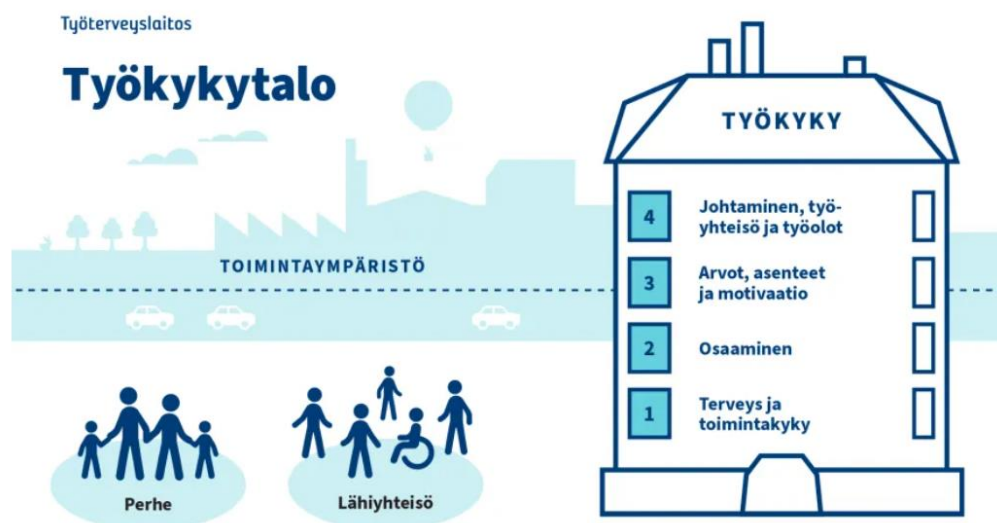 Työterveyslaitos
Työkykytalo
TYÖKYKY
4
Johtaminen, työ-
yhteisö ja työolot
3
Arvot, asenteet
ja motivaatio
2
Osaaminen
1
Terveys ja
toimintakyky
TOIMINTAYMPÄRISTÖ
Perhe
Lähiyhteisö